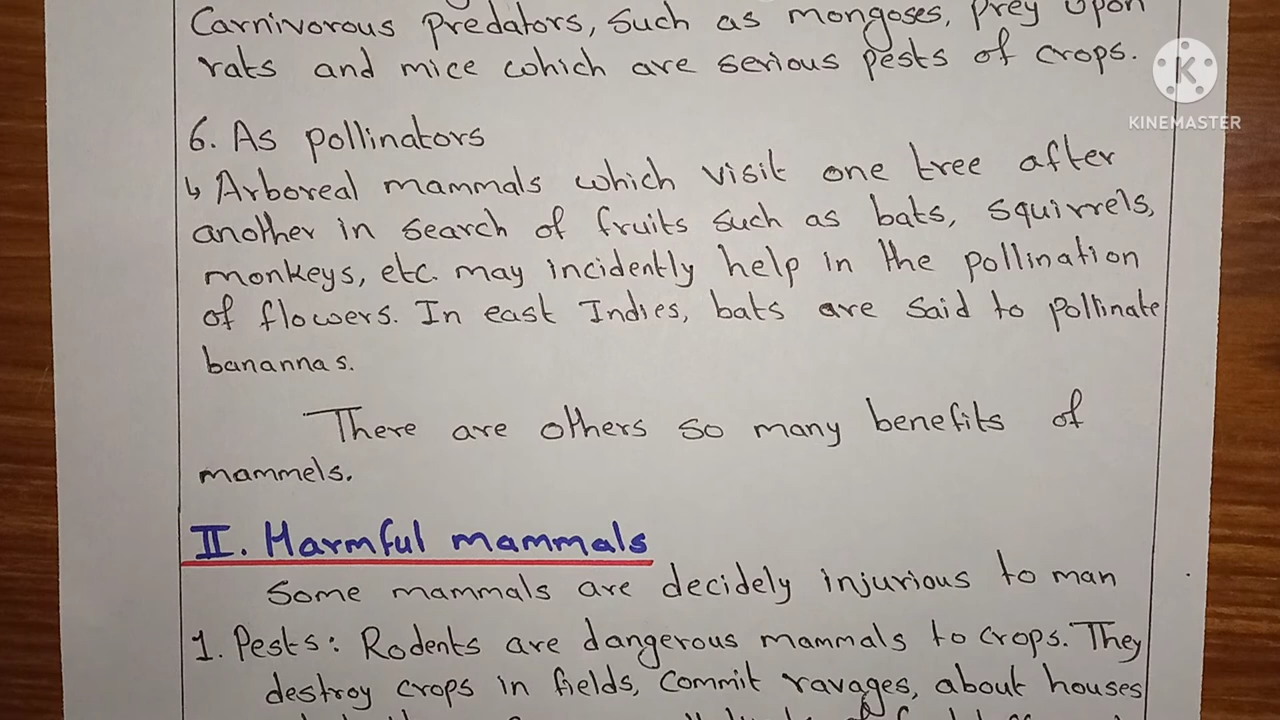 Carnivorous predators, such as mongoses, prey upon
rats and mice which are serious pests of crops.
KINEMASTER
6. As pollinators
↳ Arboreal mammals which visit one tree after
another in search of fruits such as bats, squirrels,
monkeys, etc. may incidently help in the pollination
of flowers. In east Indies, bats are said to pollinate
banannas.
There are others so many benefits of
mammels.
II. Harmful mammals
Some mammals are decidely injurious to man
1. Pests: Rodents are dangerous mammals to crops. They
destroy crops in fields, commit ravages, about houses